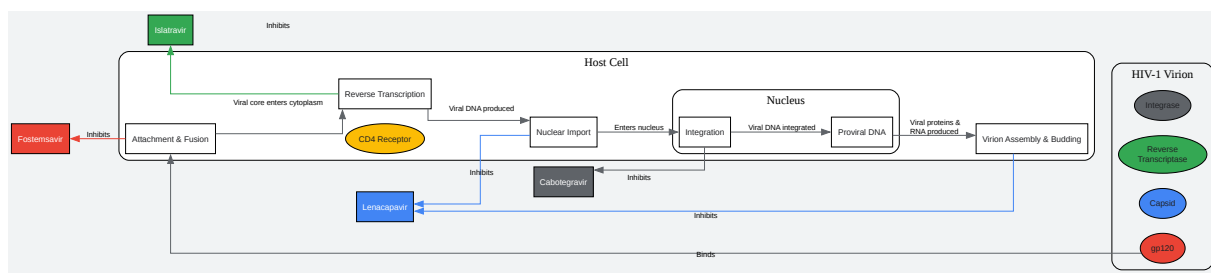 Islatravir
Inhibits
Host Cell
HIV-1 Virion
Reverse Transcription
Viral core enters cytoplasm
Nucleus
Integrase
Viral DNA produced
Fostemsavir
Inhibits
Attachment & Fusion
CD4 Receptor
Nuclear Import
Enters nucleus
Integration
Viral DNA integrated
Proviral DNA
Viral proteins &
RNA produced
Virion Assembly & Budding
Reverse
Transcriptase
Inhibits
Cabotegravir
Inhibits
Lenacapavir
Inhibits
Capsid
Binds
gp120